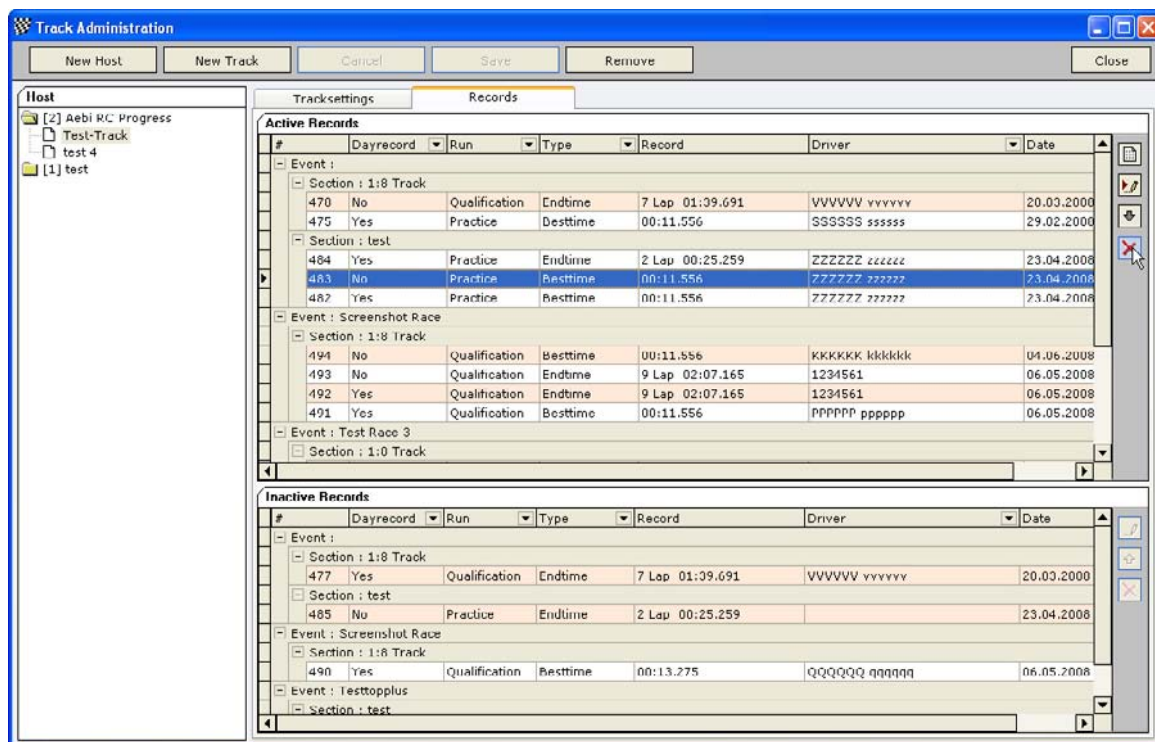 Track Administration
New Host New Track Cancel Save Remove Close
Host
[2] Aebi RC Progress
Test-Track
test 4
[1] test
Tracksettings Records
Active Records
# Dayrecord Run Type Record Driver Date
Event :
Section : 1:8 Track
470 No Qualification Endtime 7 Lap 01:39.691 VVVVVV vvvvvv 20.03.2008
475 Yes Practice Besttime 00:11.556 SSSSSS ssssss 29.02.2008
Section : test
484 Yes Practice Endtime 2 Lap 00:25.259 ZZZZZZ zzzzzz 23.04.2008
483 No Practice Besttime 00:11.556 ZZZZZZ zzzzzz 23.04.2008
482 Yes Practice Besttime 00:11.556 ZZZZZZ zzzzzz 23.04.2008
Event : Screenshot Race
Section : 1:8 Track
494 No Qualification Besttime 00:11.556 KKKKKK kkkkkk 04.06.2008
493 No Qualification Endtime 9 Lap 02:07.165 1234561 06.05.2008
492 Yes Qualification Endtime 9 Lap 02:07.165 1234561 06.05.2008
491 Yes Qualification Besttime 00:11.556 PPPPPP pppppp 06.05.2008
Event : Test Race 3
Section : 1:8 Track
Inactive Records
# Dayrecord Run Type Record Driver Date
Event :
Section : 1:8 Track
477 Yes Qualification Endtime 7 Lap 01:39.691 VVVVVV vvvvvv 20.03.2008
Section : test
485 No Practice Endtime 2 Lap 00:25.259 23.04.2008
Event : Screenshot Race
Section : 1:8 Track
490 Yes Qualification Besttime 00:13.275 QQQQQQ qqqqqq 06.05.2008
Event : Testtopplus
Section : test